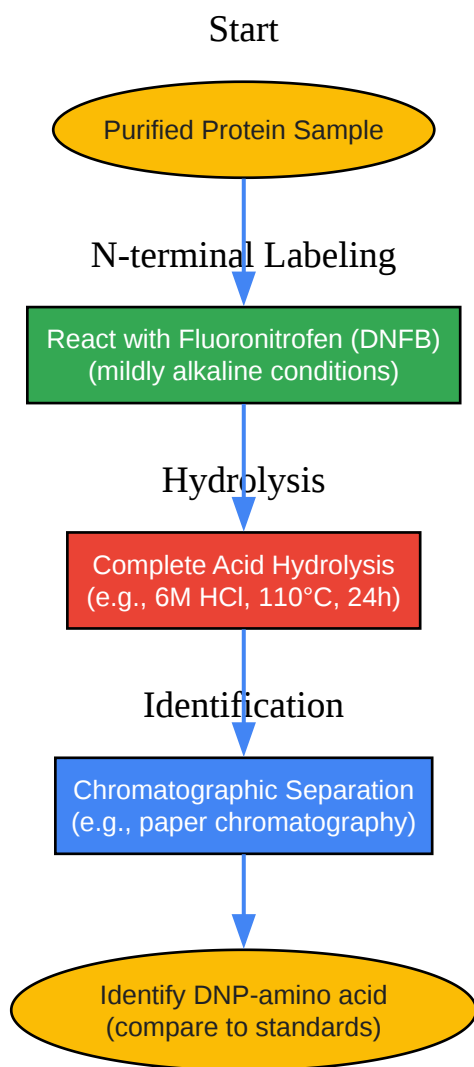 Start
Purified Protein Sample
N-terminal Labeling
React with Fluoronitrofen (DNFB)
(mildly alkaline conditions)
Hydrolysis
Complete Acid Hydrolysis
(e.g., 6M HCl, 110°C, 24h)
Identification
Chromatographic Separation
(e.g., paper chromatography)
Identify DNP-amino acid
(compare to standards)